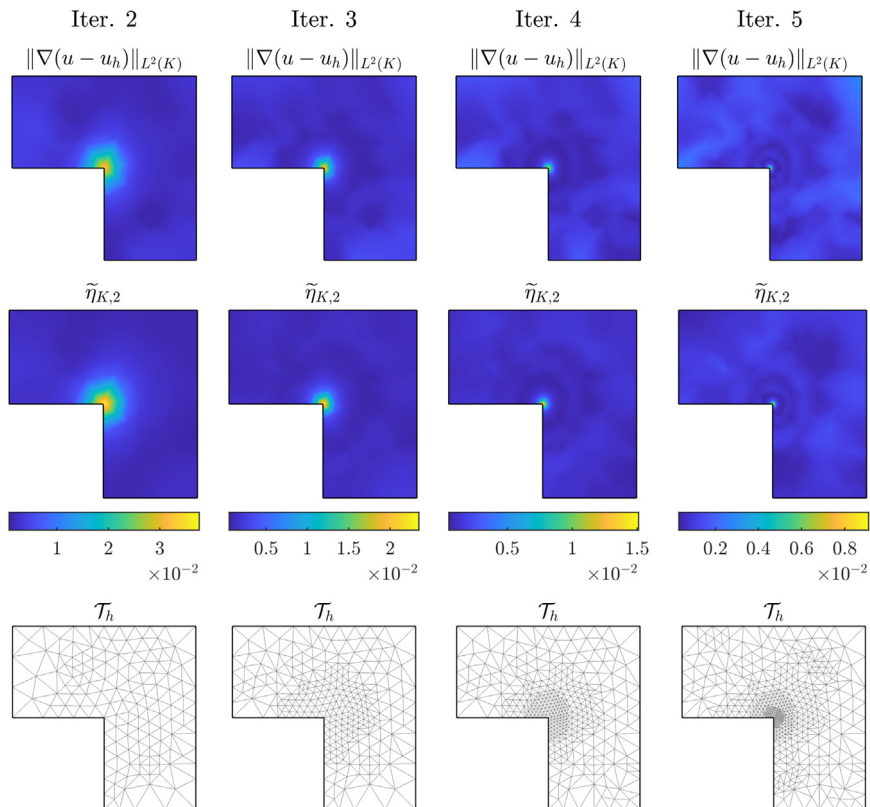 Iter. 2 Iter. 3 Iter. 4 Iter. 5
‖∇(u − u_h)‖_{L²(K)} ‖∇(u − u_h)‖_{L²(K)} ‖∇(u − u_h)‖_{L²(K)} ‖∇(u − u_h)‖_{L²(K)}
η̃_{K,2} η̃_{K,2} η̃_{K,2} η̃_{K,2}
1 2 3 0.5 1 1.5 2 0.5 1 1.5 0.2 0.4 0.6 0.8
×10⁻² ×10⁻² ×10⁻² ×10⁻²
𝒯_h 𝒯_h 𝒯_h 𝒯_h